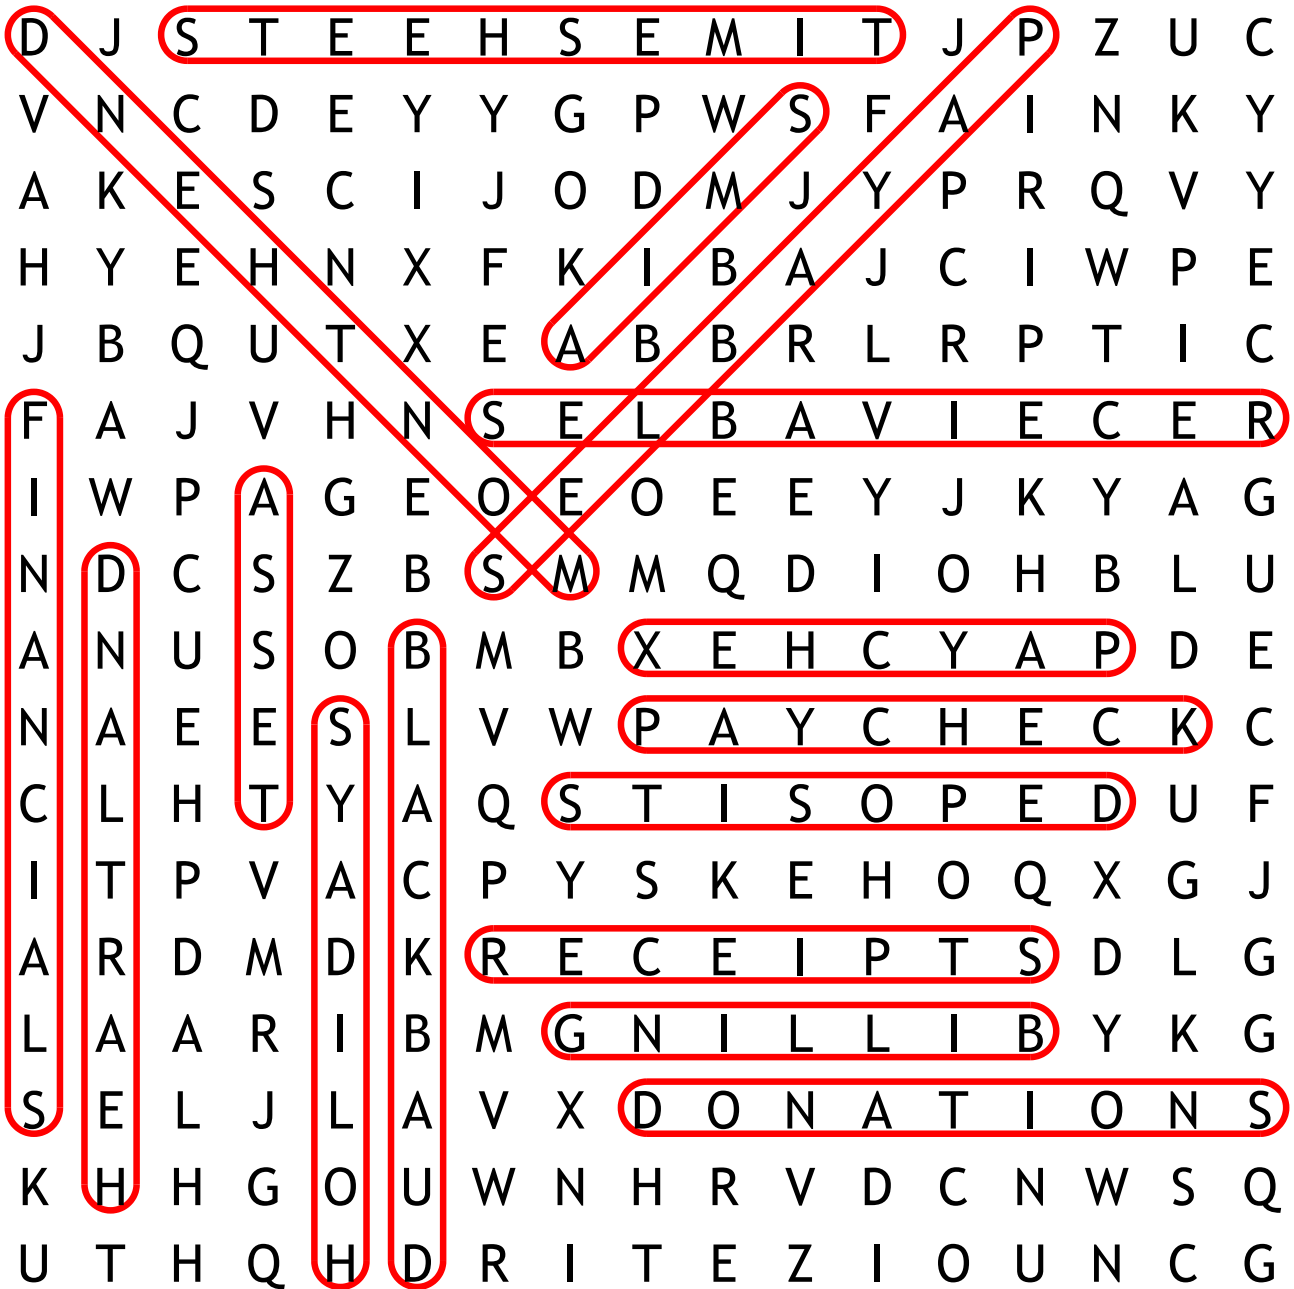 D J S T E E H S E M I T J P Z U C
V N C D E Y Y G P W S F A I N K Y
A K E S C I J O D M J Y P R Q V Y
H Y E H N X F K I B A J C I W P E
J B Q U T X E A B B R L R P T I C
F A J V H N S E L B A V I E C E R
I W P A G E O E O E E Y J K Y A G
N D C S Z B S M M Q D I O H B L U
A N U S O B M B X E H C Y A P D E
N A E E S L V W P A Y C H E C K C
C L H T Y A Q S T I S O P E D U F
I T P V A C P Y S K E H O Q X G J
A R D M D K R E C E I P T S D L G
L A A R I B M G N I L L I B Y K G
S E L J L A V X D O N A T I O N S
K H H G O U W N H R V D C N W S Q
U T H Q H D R I T E Z I O U N C G